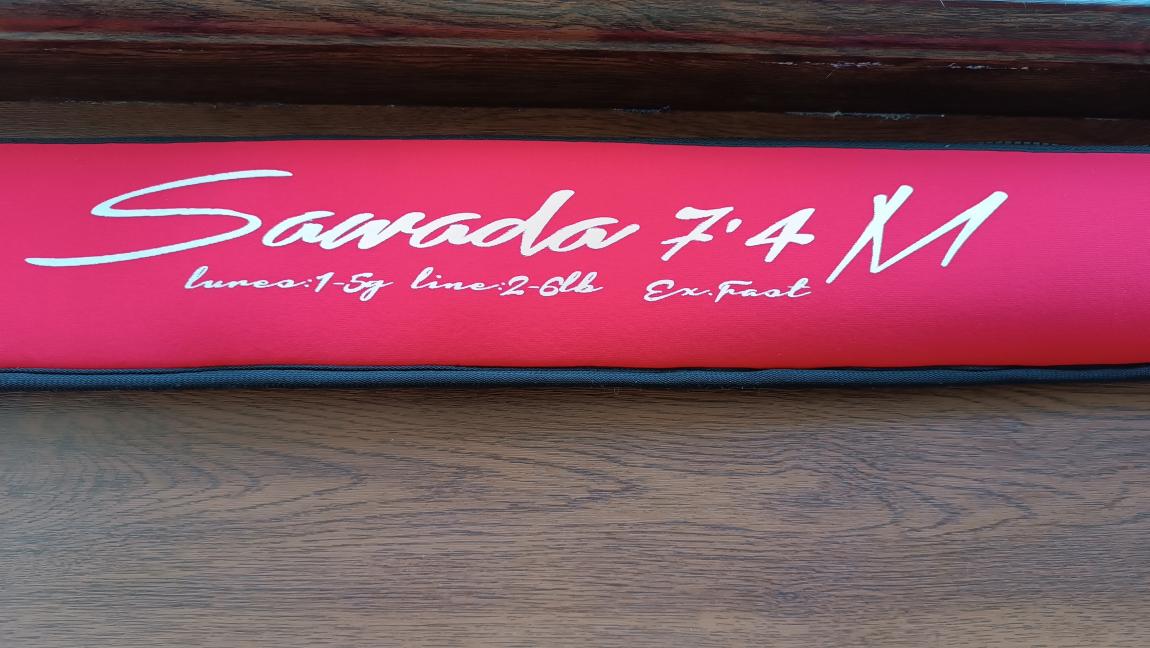 Sawada 7'4 M
lures:1-5g line:2-6lb Ex.Fast